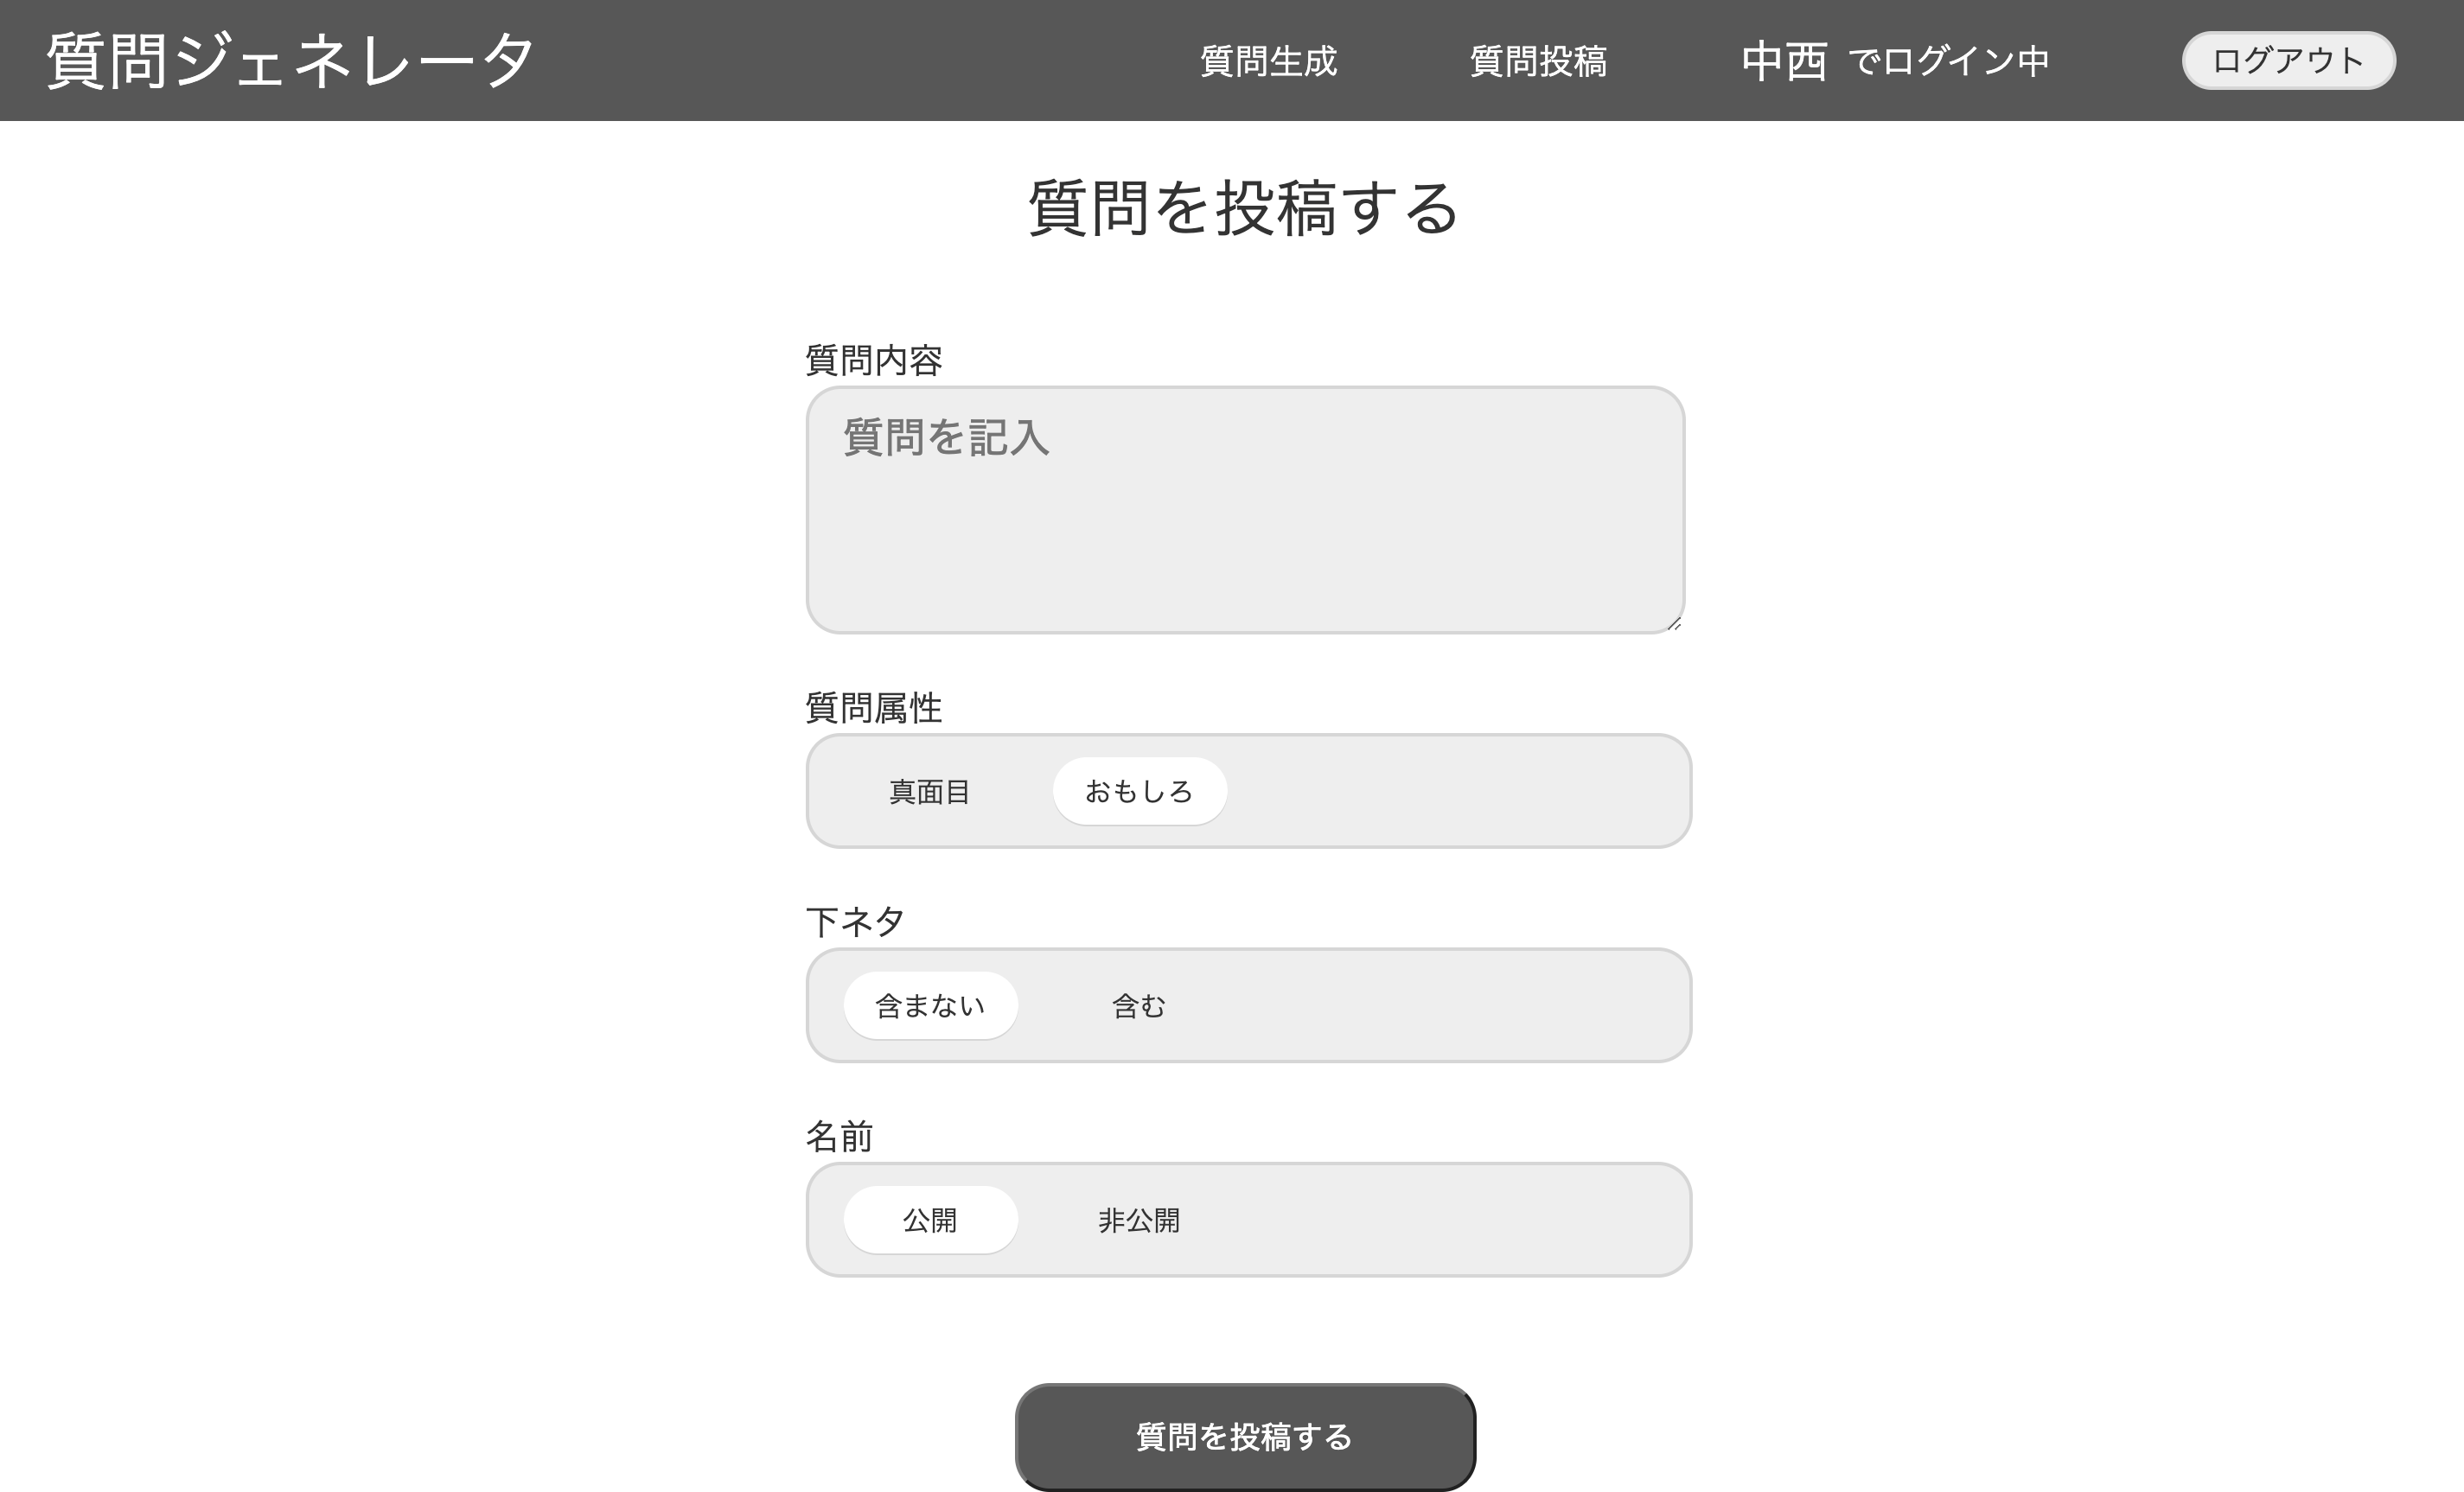 質問ジェネレータ 質問生成 質問投稿 中西 でログイン中 ログアウト
質問を投稿する
質問内容
質問を記入
質問属性
真面目 おもしろ
下ネタ
含まない 含む
名前
公開 非公開
質問を投稿する